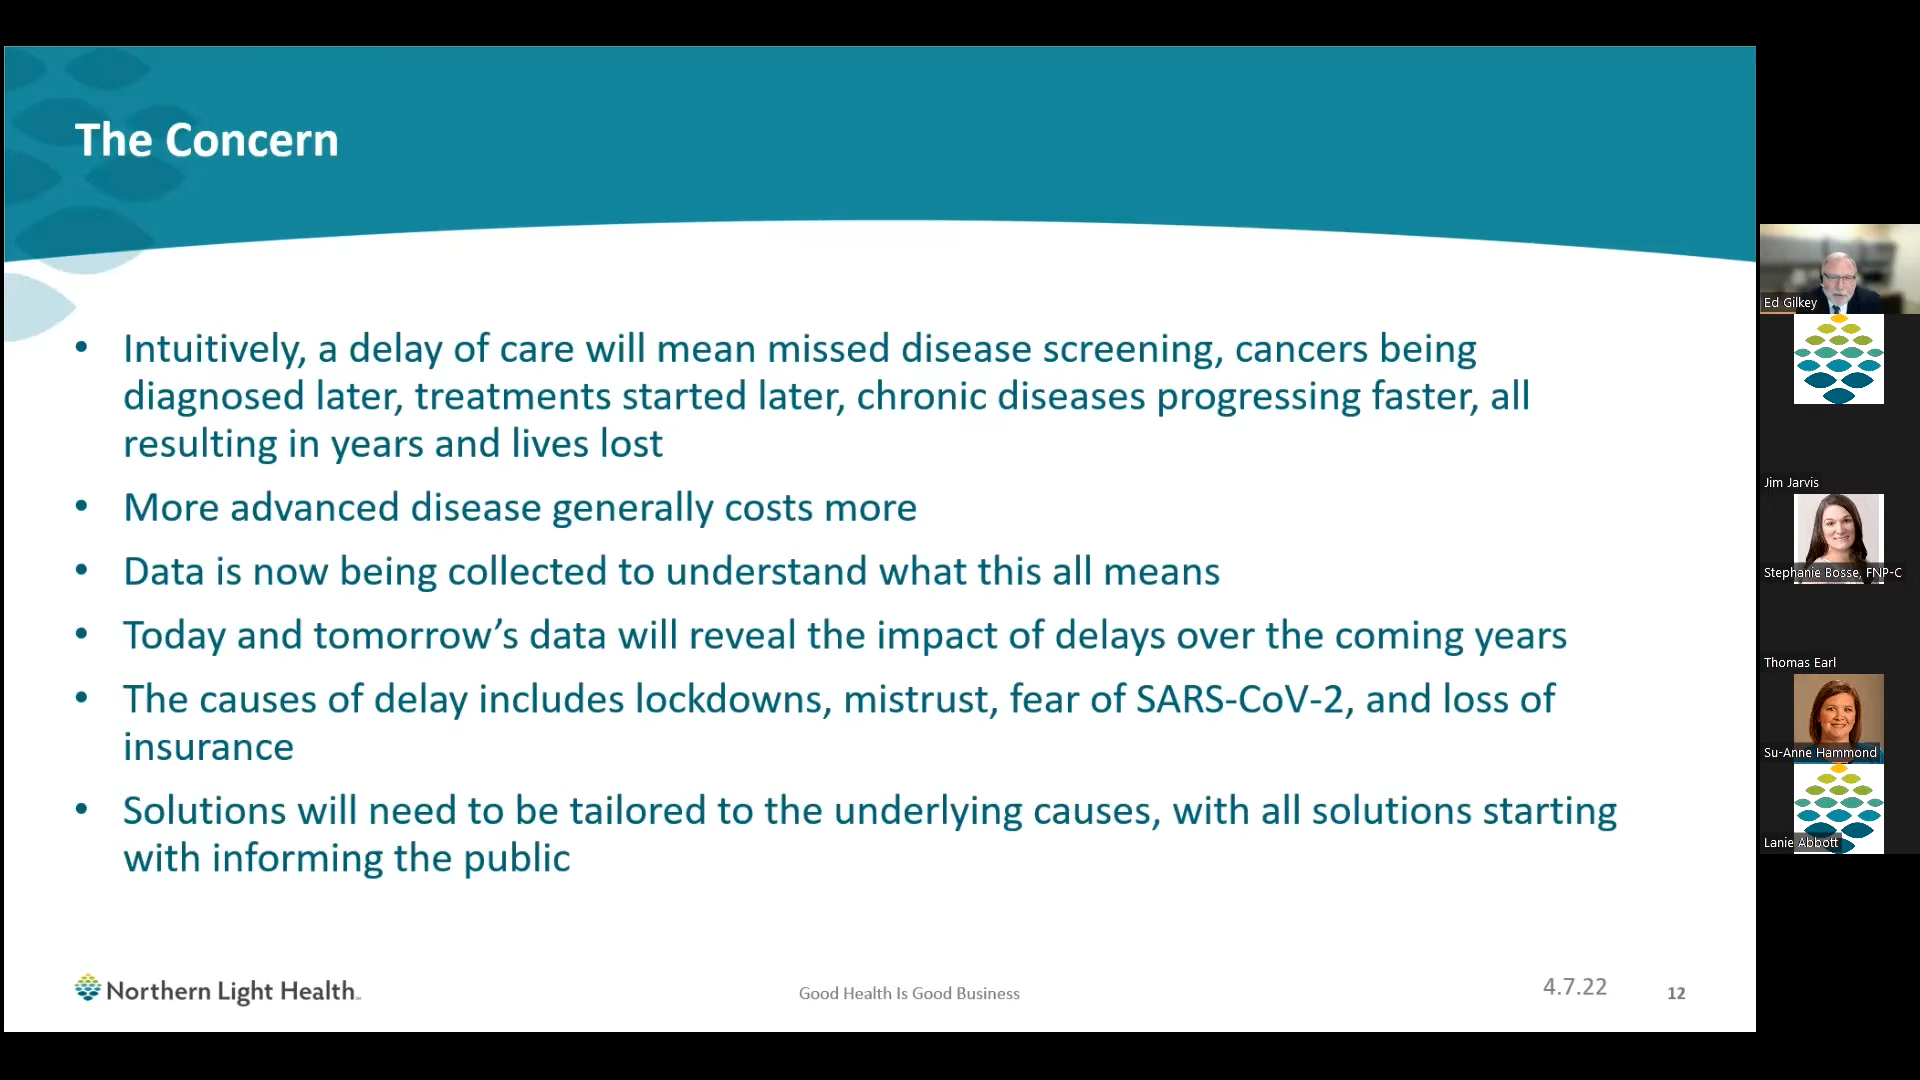 The Concern
• Intuitively, a delay of care will mean missed disease screening, cancers being
diagnosed later, treatments started later, chronic diseases progressing faster, all
resulting in years and lives lost
• More advanced disease generally costs more
• Data is now being collected to understand what this all means
• Today and tomorrow’s data will reveal the impact of delays over the coming years
• The causes of delay includes lockdowns, mistrust, fear of SARS-CoV-2, and loss of
insurance
• Solutions will need to be tailored to the underlying causes, with all solutions starting
with informing the public
Northern Light Health
Good Health Is Good Business
4.7.22
12
Ed Gilkey
Jim Jarvis
Stephanie Bosse, FNP-C
Thomas Earl
Su-Anne Hammond
Lanie Abbott